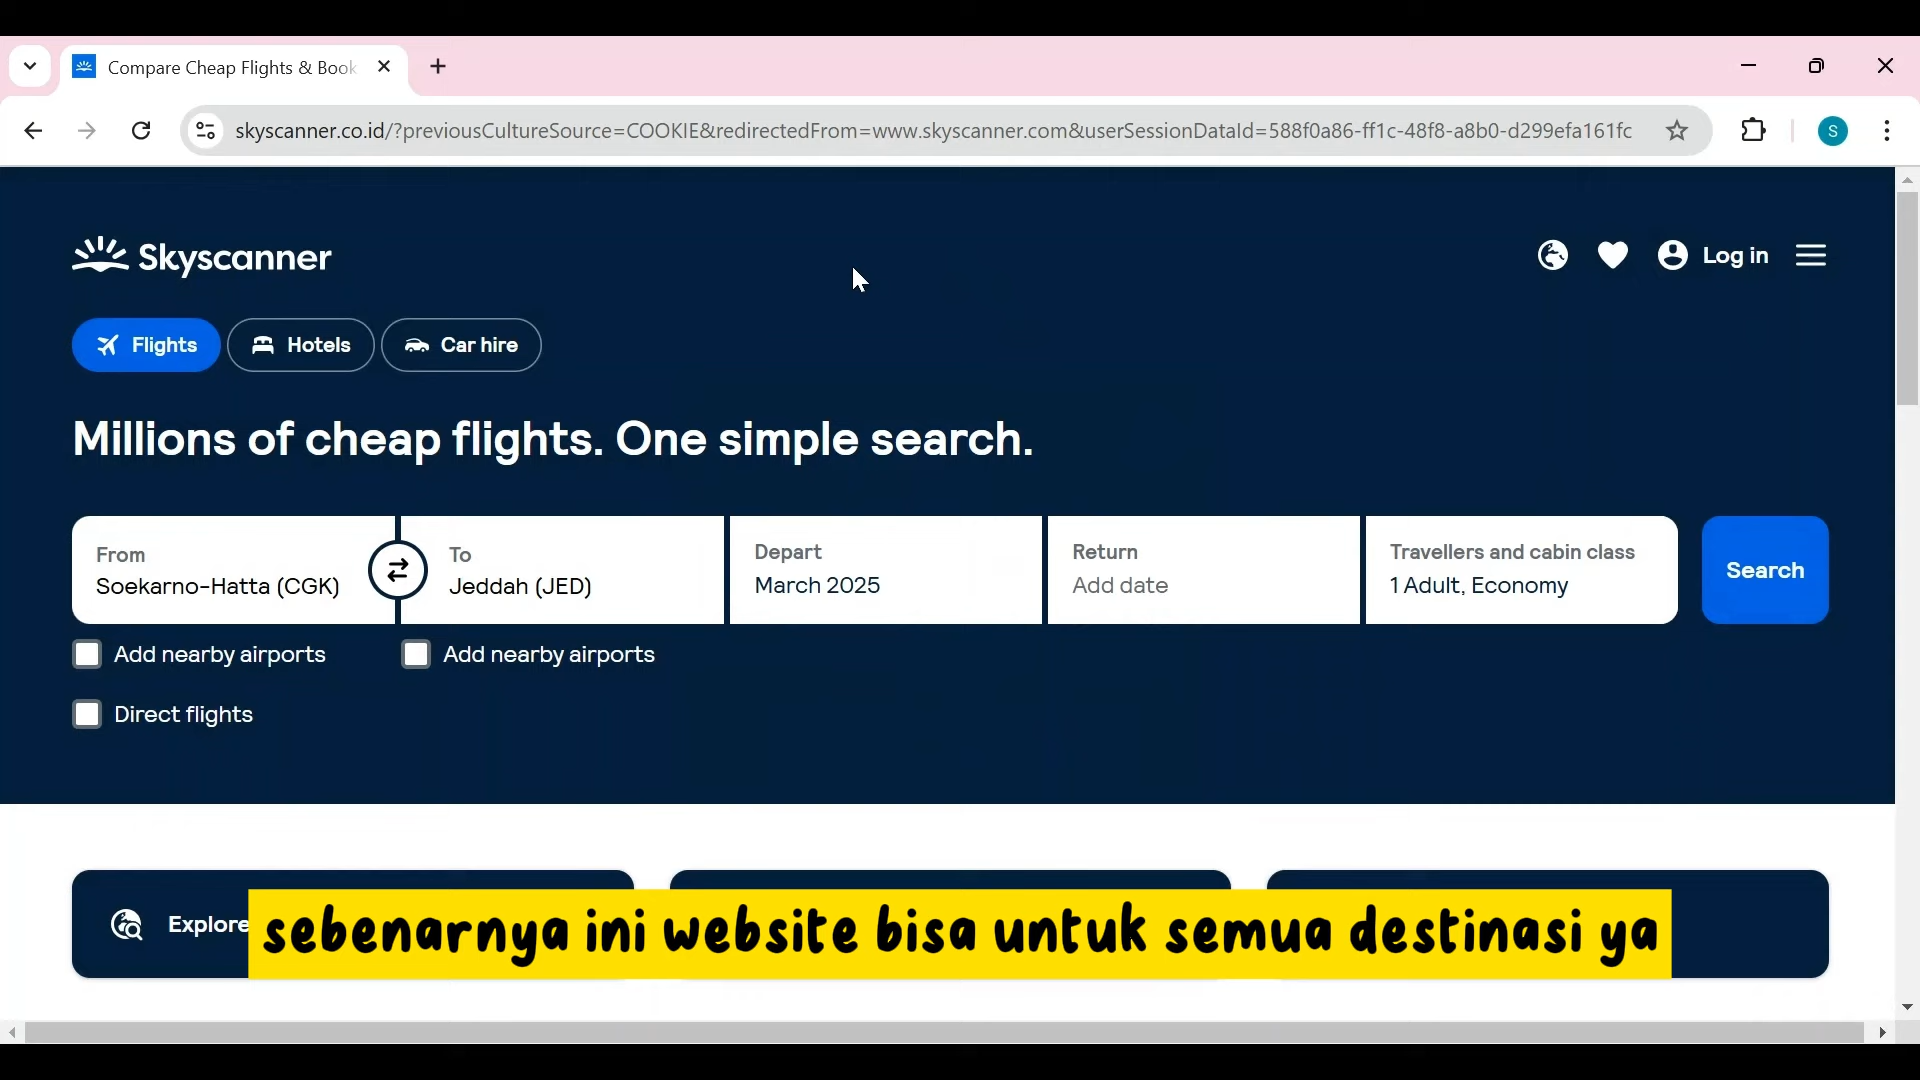 Compare Cheap Flights & Book
skyscanner.co.id/?previousCultureSource=COOKIE&redirectedFrom=www.skyscanner.com&userSessionDataId=588f0a86-ff1c-48f8-a8b0-d299efa161fc
S
Skyscanner
Log in
Flights
Hotels
Car hire
Millions of cheap flights. One simple search.
From
Soekarno-Hatta (CGK)
To
Jeddah (JED)
Depart
March 2025
Return
Add date
Travellers and cabin class
1 Adult, Economy
Search
Add nearby airports
Add nearby airports
Direct flights
Explore
sebenarnya ini website bisa untuk semua destinasi ya